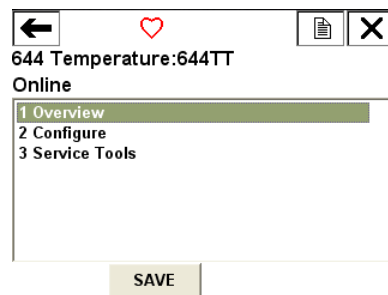 644 Temperature:644TT
Online
1 Overview
2 Configure
3 Service Tools
SAVE